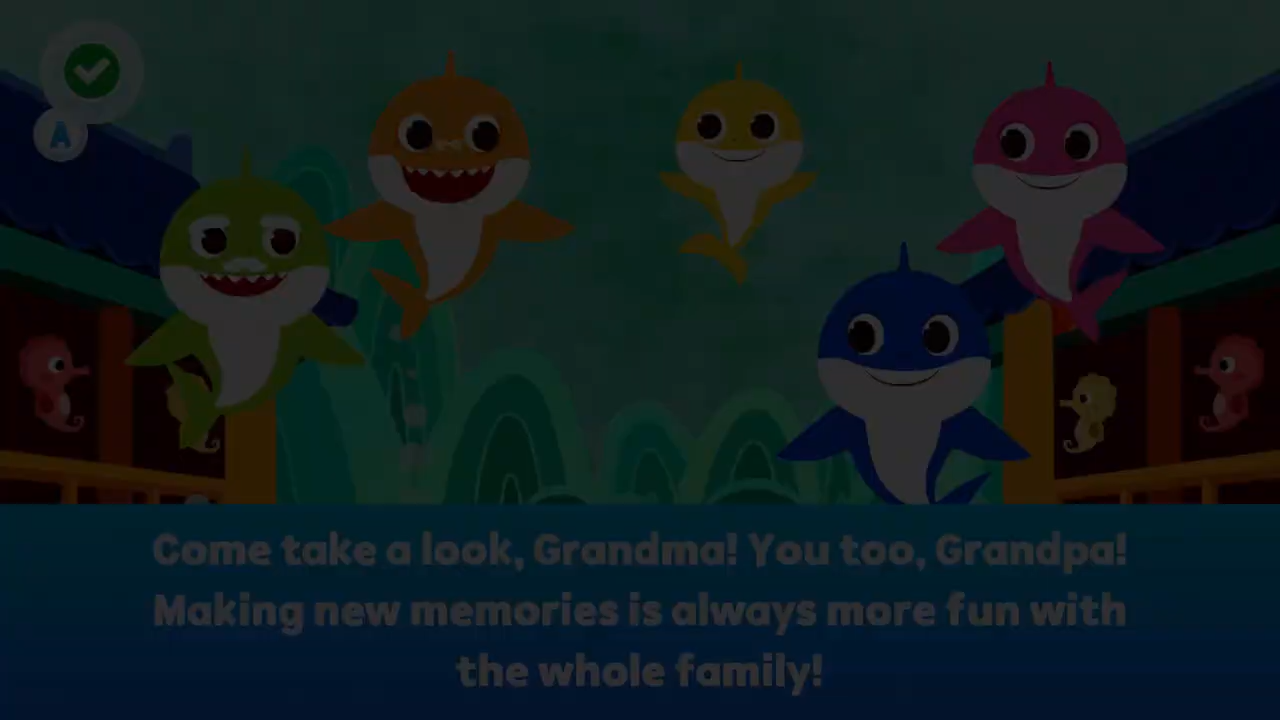 A
Come take a look, Grandma! You too, Grandpa!
Making new memories is always more fun with
the whole family!